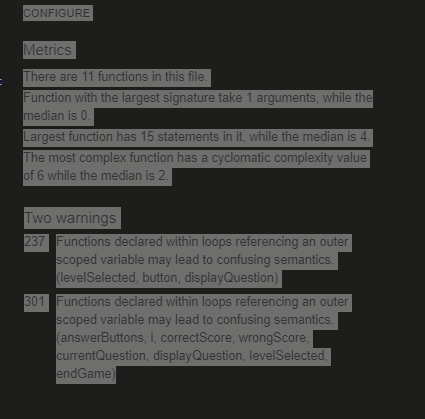 CONFIGURE
Metrics
There are 11 functions in this file.
Function with the largest signature take 1 arguments, while the
median is 0.
Largest function has 15 statements in it, while the median is 4.
The most complex function has a cyclomatic complexity value
of 6 while the median is 2.
Two warnings
237 Functions declared within loops referencing an outer
scoped variable may lead to confusing semantics.
(levelSelected, button, displayQuestion)
301 Functions declared within loops referencing an outer
scoped variable may lead to confusing semantics.
(answerButtons, i, correctScore, wrongScore,
currentQuestion, displayQuestion, levelSelected,
endGame)